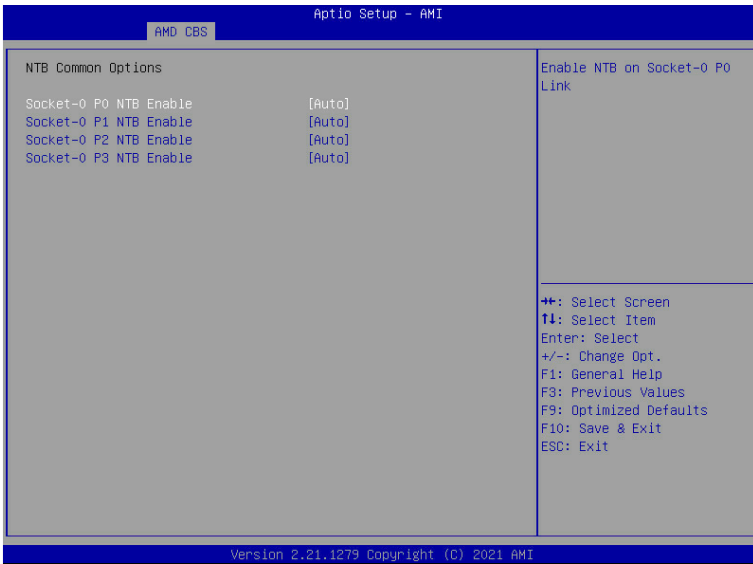 Aptio Setup – AMI
AMD CBS
NTB Common Options
Socket-0 P0 NTB Enable [Auto]
Socket-0 P1 NTB Enable [Auto]
Socket-0 P2 NTB Enable [Auto]
Socket-0 P3 NTB Enable [Auto]
Enable NTB on Socket-0 P0
Link
→←: Select Screen
↑↓: Select Item
Enter: Select
+/-: Change Opt.
F1: General Help
F3: Previous Values
F9: Optimized Defaults
F10: Save & Exit
ESC: Exit
Version 2.21.1279 Copyright (C) 2021 AMI